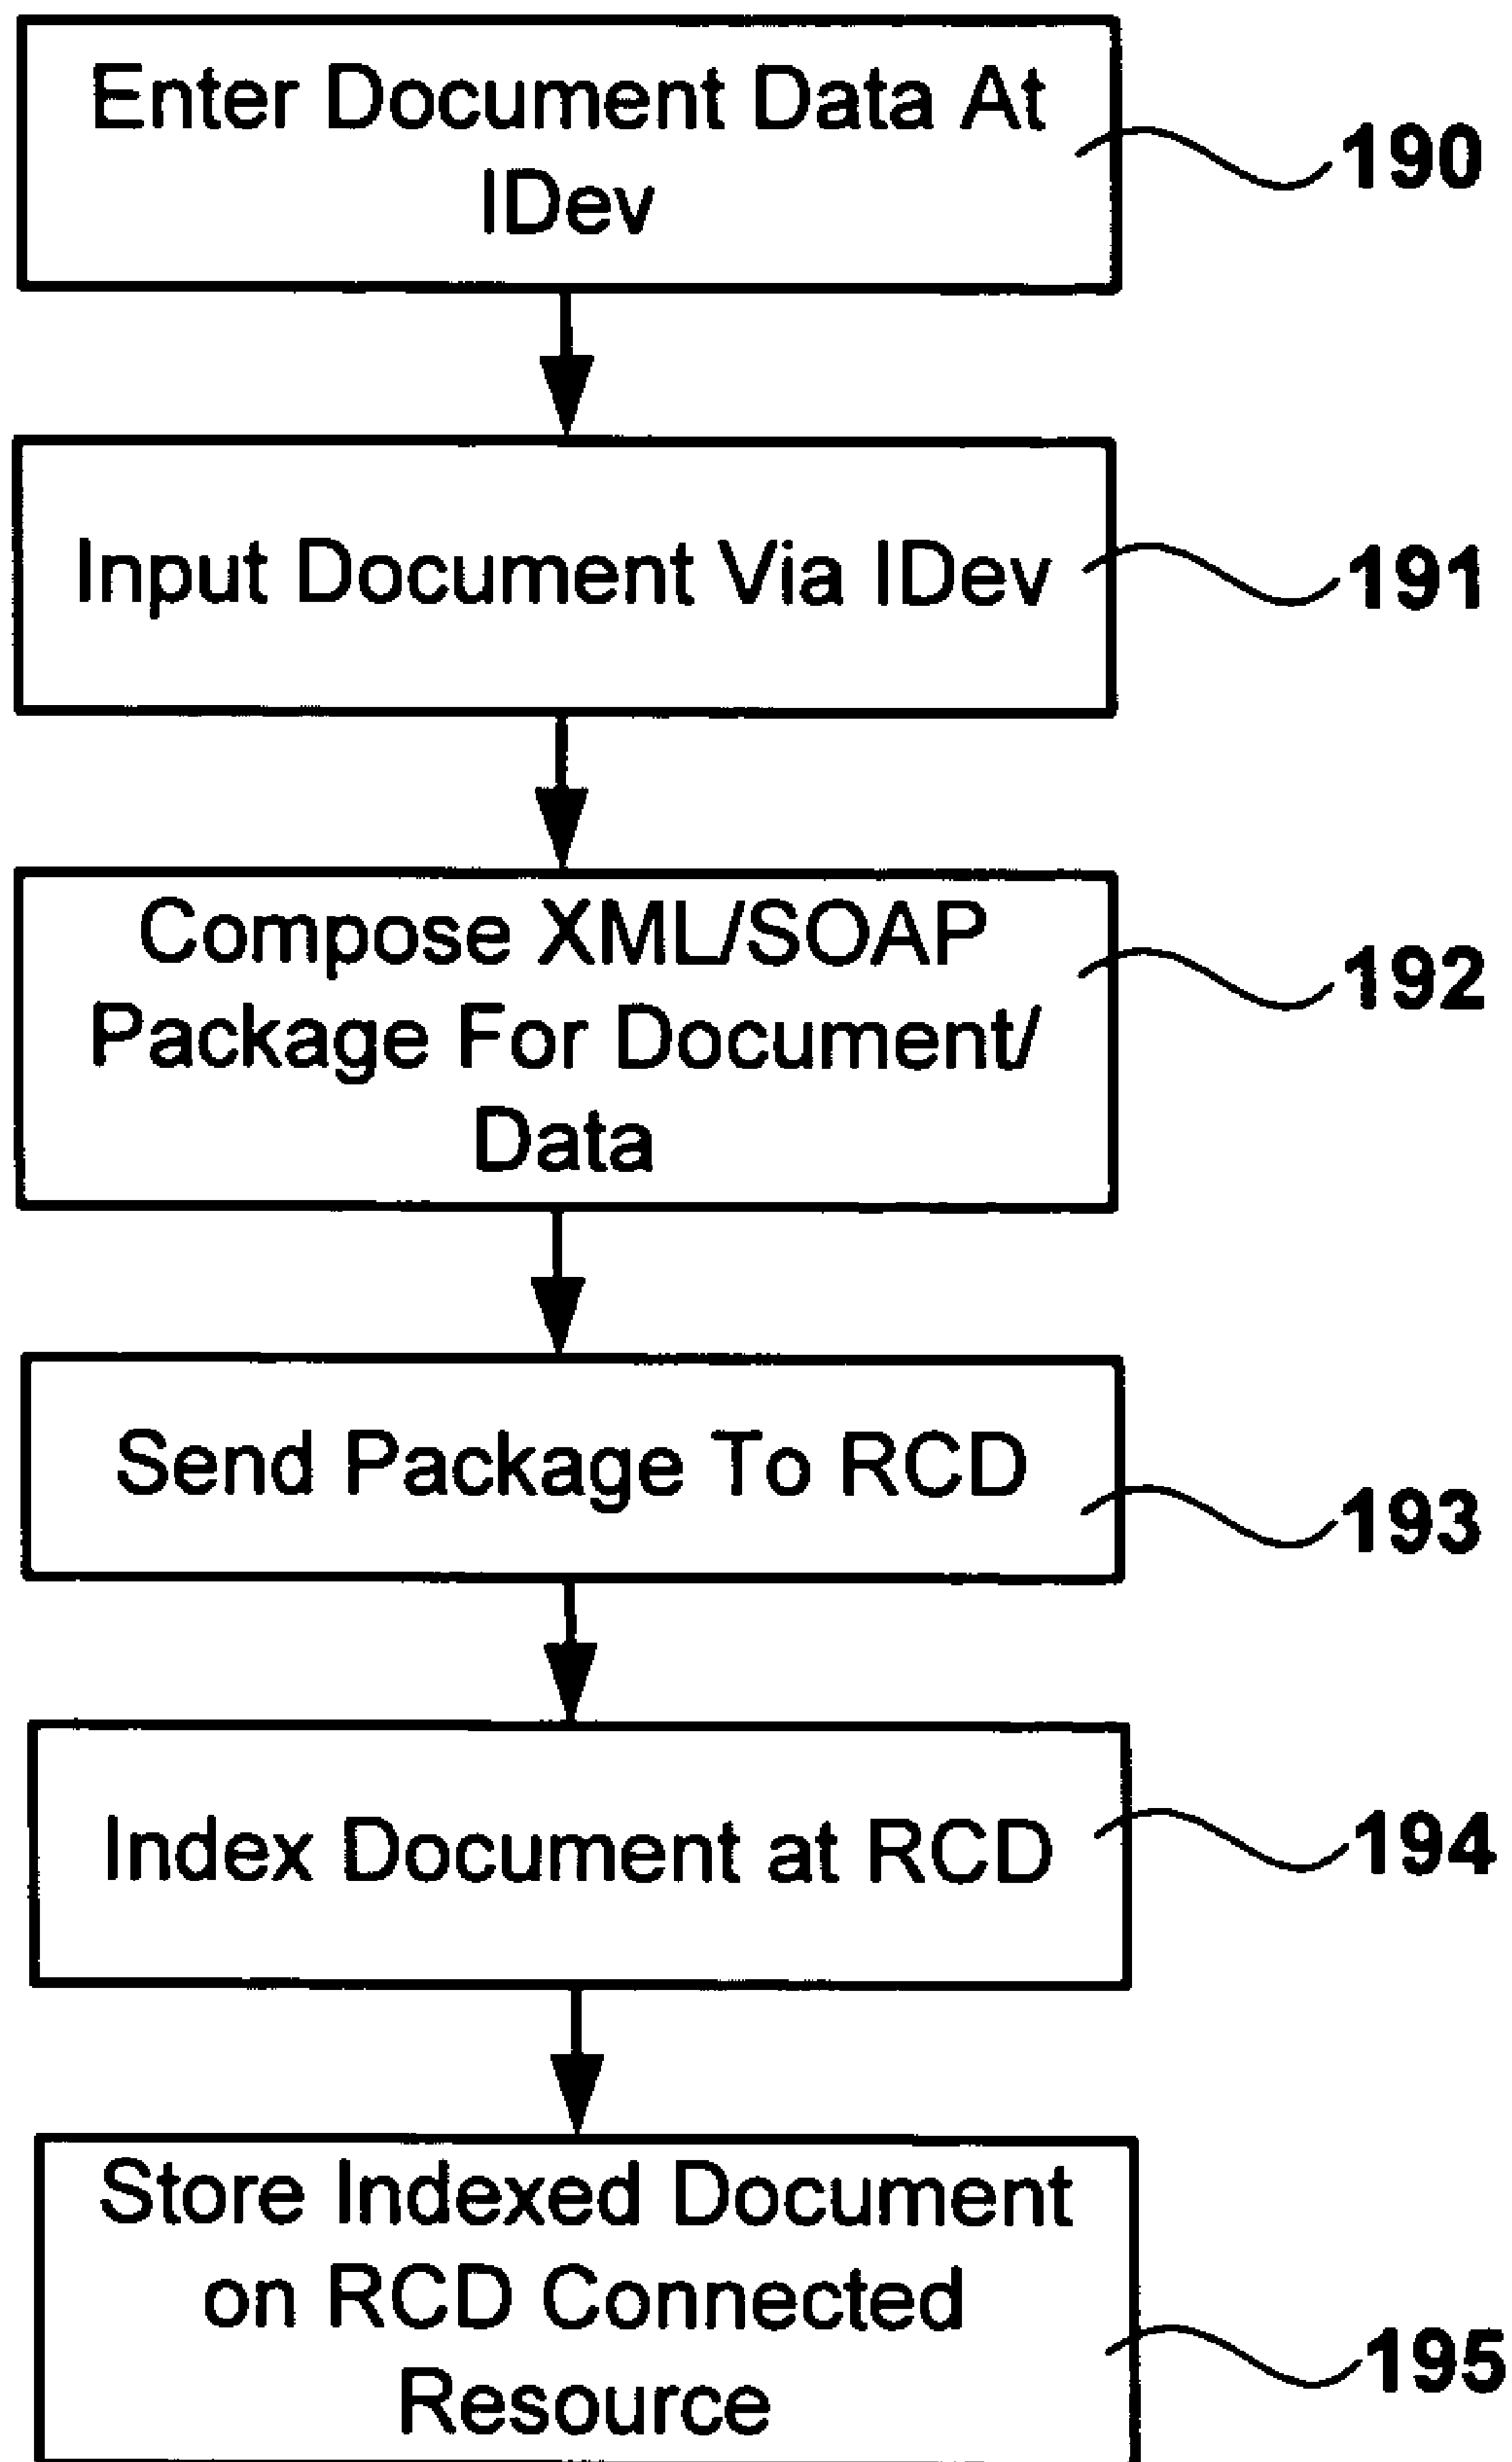 Enter Document Data At
IDev
190
Input Document Via IDev
191
Compose XML/SOAP
Package For Document/
Data
192
Send Package To RCD
193
Index Document at RCD
194
Store Indexed Document
on RCD Connected
Resource
195